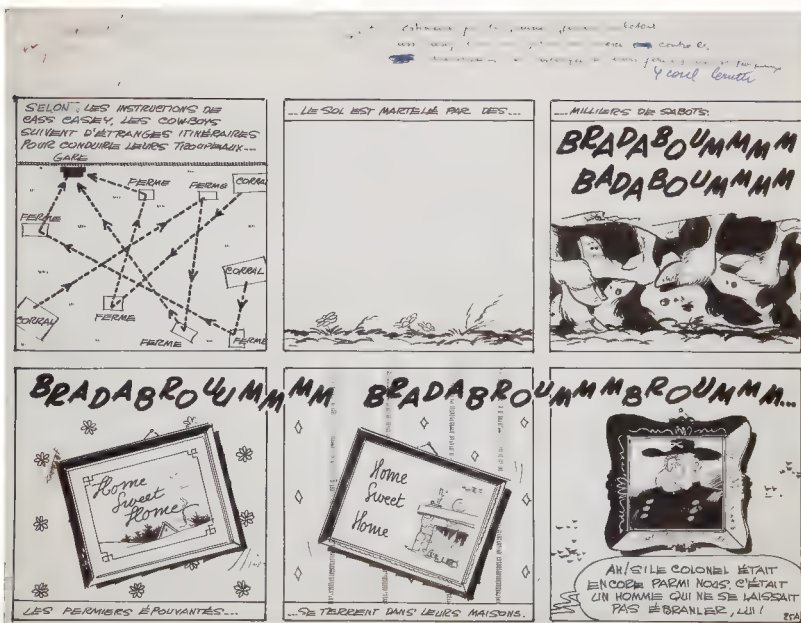 contrôle,
SELON LES INSTRUCTIONS DE
CASS CASEY, LES COWBOYS
SUIVENT D'ÉTRANGES ITINÉRAIRES
POUR CONDUIRE LEURS TROUPEAUX...
GARE
FERME
FERME
CORRAL
FERME
CORRAL
CORRAL
FERME
FERME
FERME
...LE SOL EST MARTELÉ PAR DES...
...MILLIERS DE SABOTS.
BRADABOUMMMM
BADABOUMMMM
BRADABROUUMMMM BRADABROUMMMBROUMMM...
Home
Sweet
Home
LES FERMIERS ÉPOUVANTÉS...
Home
Sweet
Home
...SE TERRENT DANS LEURS MAISONS.
AH! SI LE COLONEL ÉTAIT
ENCORE PARMI NOUS, C'ÉTAIT
UN HOMME QUI NE SE LAISSAIT
PAS ÉBRANLER, LUI!
25A